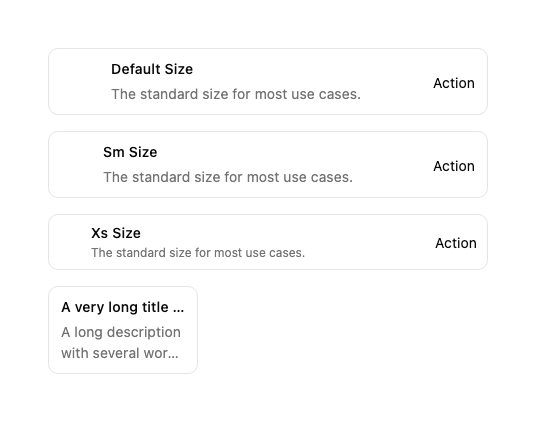 Default Size
The standard size for most use cases.
Action
Sm Size
The standard size for most use cases.
Action
Xs Size
The standard size for most use cases.
Action
A very long title ...
A long description
with several wor...